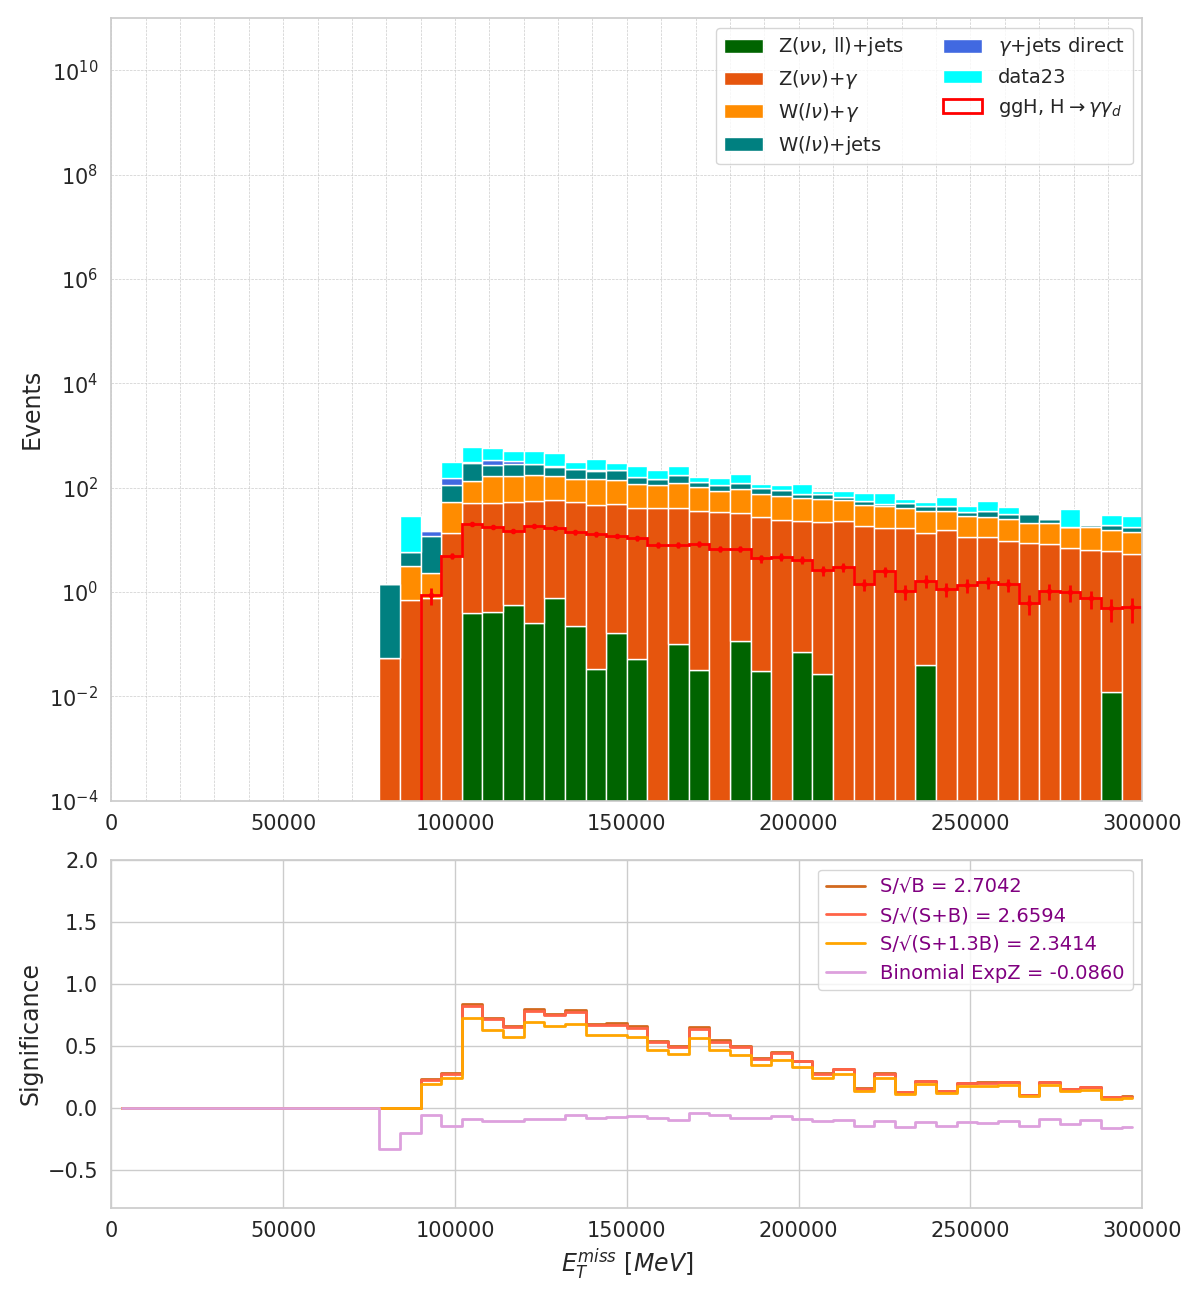 Z(νν, ll)+jets
Z(νν)+γ
W(lν)+γ
W(lν)+jets
γ+jets direct
data23
ggH, H→γγ_d
Events
10^10
10^8
10^6
10^4
10^2
10^0
10^−2
10^−4
0 50000 100000 150000 200000 250000 300000
S/√B = 2.7042
S/√(S+B) = 2.6594
S/√(S+1.3B) = 2.3414
Binomial ExpZ = -0.0860
Significance
2.0
1.5
1.0
0.5
0.0
−0.5
0 50000 100000 150000 200000 250000 300000
E_T^miss [MeV]